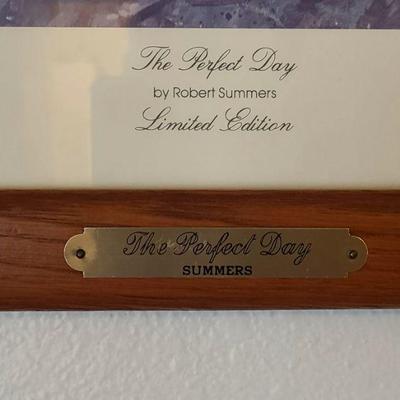 The Perfect Day
by Robert Summers
Limited Edition
The Perfect Day
SUMMERS